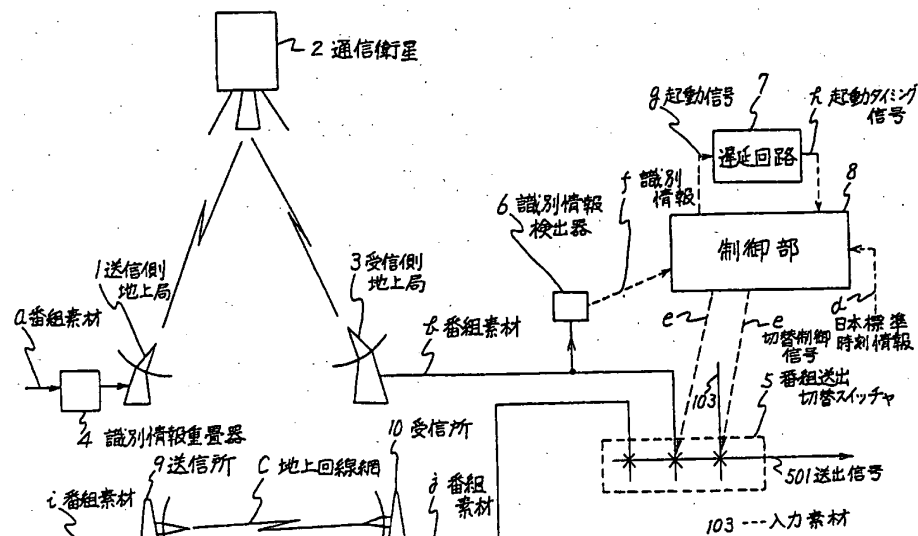 2 通信衛星
g 起動信号
7
h 起動タイミング
信号
遅延回路
8
f 識別
情報
6 識別情報
検出器
制御部
1 送信側
地上局
3 受信側
地上局
d
日本標準
時刻情報
e
e
切替制御
信号
a 番組素材
b 番組素材
5 番組送出
切替スイッチャ
103
4 識別情報重畳器
10 受信所
9 送信所
C 地上回線網
j 番組
素材
501 送出信号
i 番組素材
103 --- 入力素材